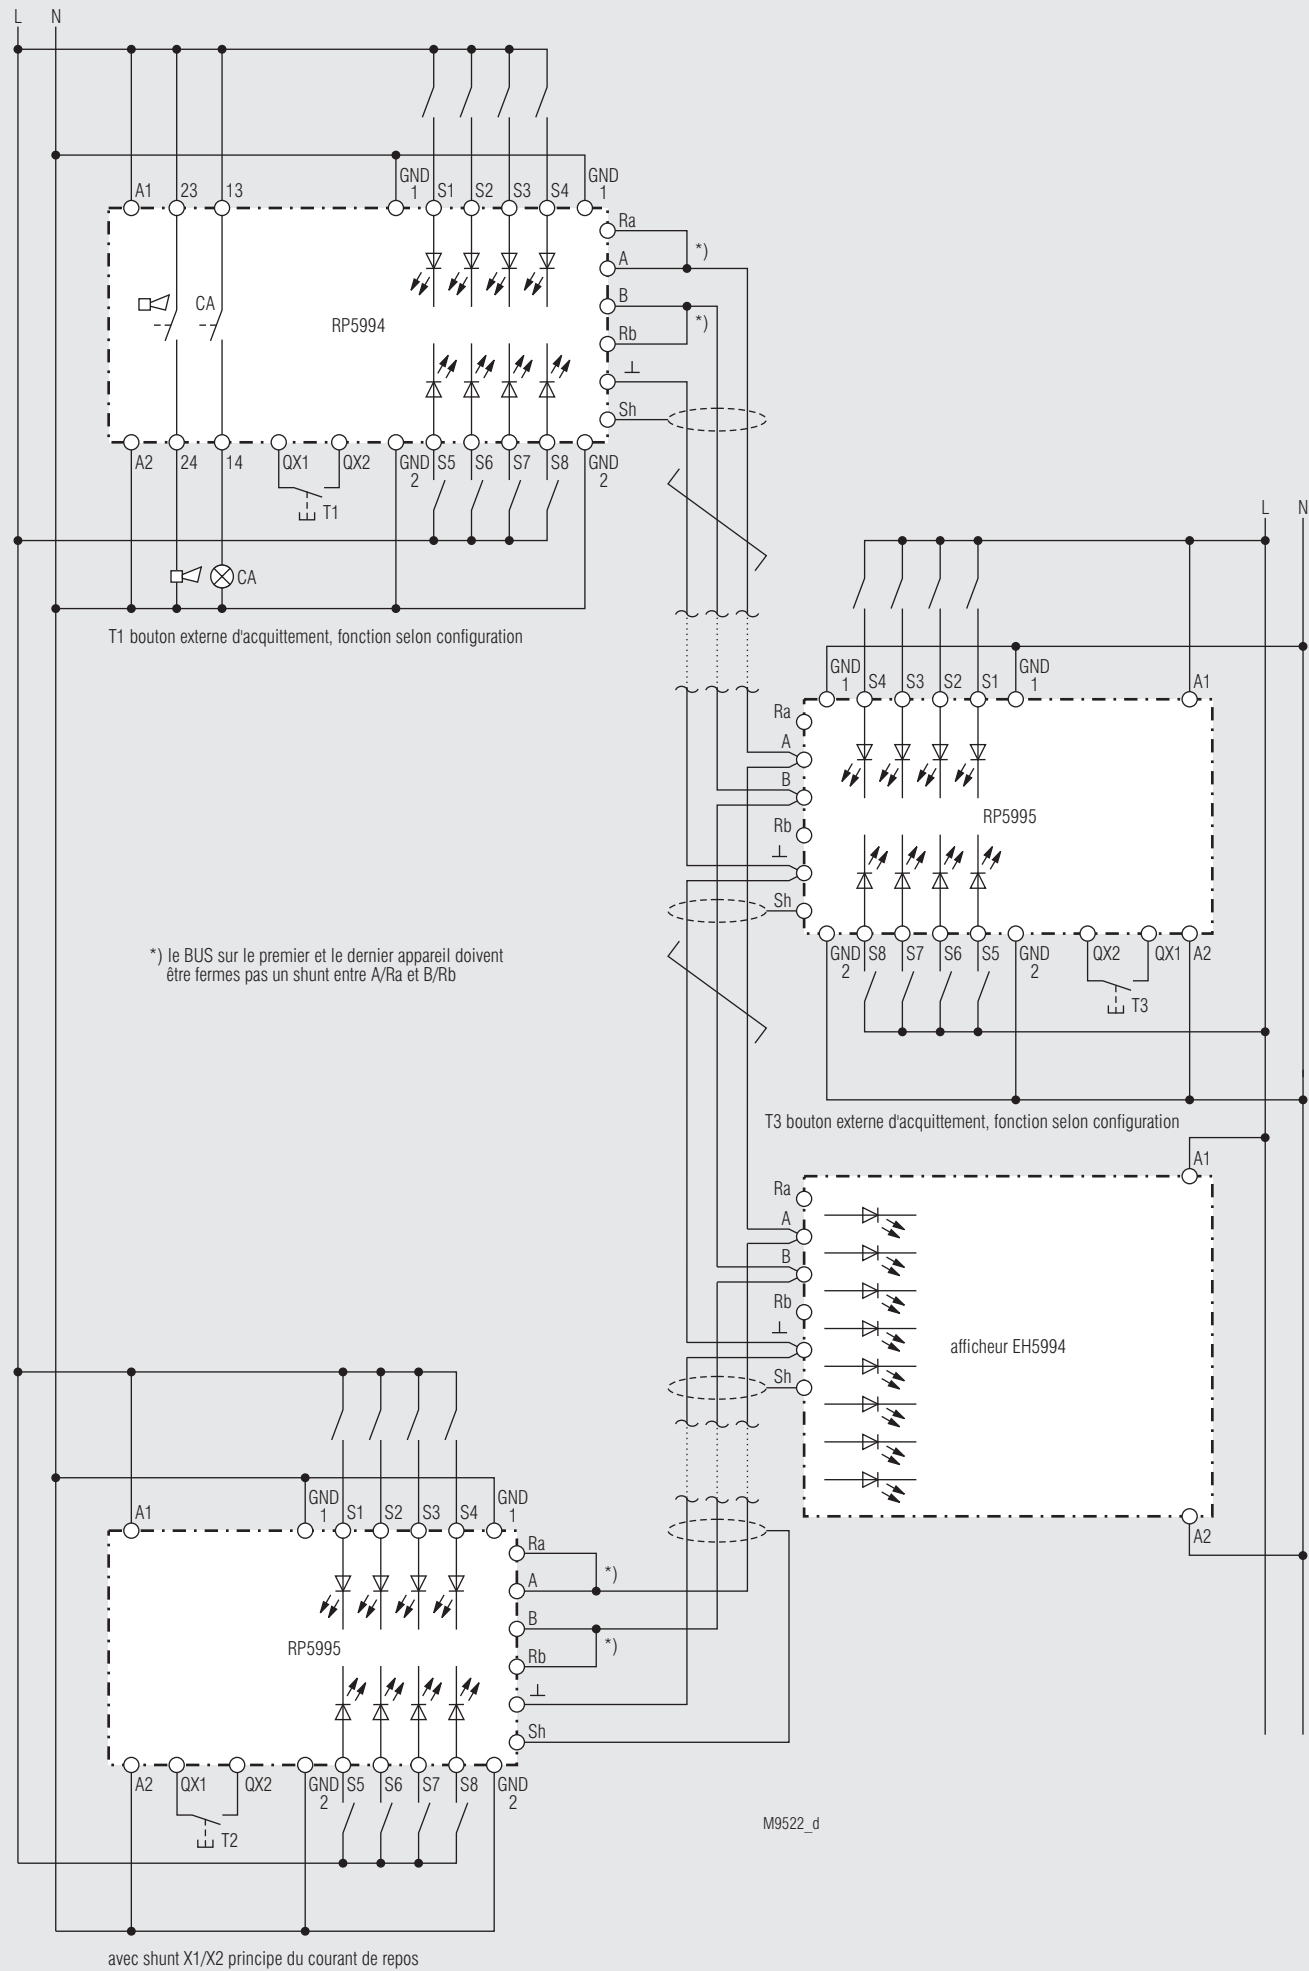 L N
GND 1 GND 1
A1 23 13 S1 S2 S3 S4
Ra
*)
A
CA
B
*)
RP5994
Rb
⊥
Sh
A2 24 14 QX1 QX2 GND 2 S5 S6 S7 S8 GND 2
T1
CA
T1 bouton externe d'acquittement, fonction selon configuration
L N
GND 1 S4 S3 S2 S1 GND 1 A1
Ra
A
B
RP5995
Rb
⊥
Sh
GND 2 S8 S7 S6 S5 GND 2 QX2 QX1 A2
T3
*) le BUS sur le premier et le dernier appareil doivent
être fermes pas un shunt entre A/Ra et B/Rb
T3 bouton externe d'acquittement, fonction selon configuration
A1
Ra
A
B
Rb
⊥
afficheur EH5994
Sh
A2
A1 GND 1 S1 S2 S3 S4 GND 1
Ra
*)
A
B
*)
RP5995
Rb
⊥
Sh
A2 QX1 QX2 GND 2 S5 S6 S7 S8 GND 2
T2
M9522_d
avec shunt X1/X2 principe du courant de repos